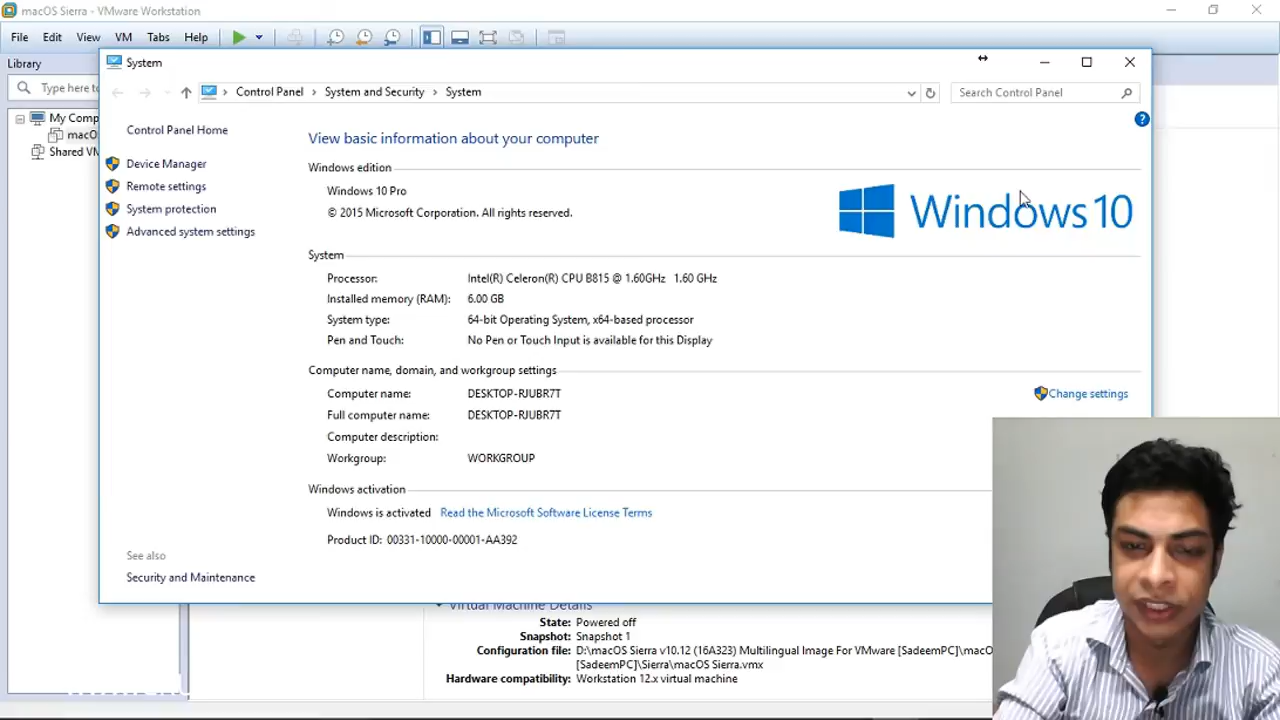 macOS Sierra - VMware Workstation
File Edit View VM Tabs Help
Library
System
Type here to
Control Panel > System and Security > System
Search Control Panel
My Comp
macO
Shared VM
Control Panel Home
Device Manager
Remote settings
System protection
Advanced system settings
View basic information about your computer
Windows edition
Windows 10 Pro
© 2015 Microsoft Corporation. All rights reserved.
Windows 10
System
Processor: Intel(R) Celeron(R) CPU B815 @ 1.60GHz 1.60 GHz
Installed memory (RAM): 6.00 GB
System type: 64-bit Operating System, x64-based processor
Pen and Touch: No Pen or Touch Input is available for this Display
Computer name, domain, and workgroup settings
Computer name: DESKTOP-RJUBR7T
Change settings
Full computer name: DESKTOP-RJUBR7T
Computer description:
Workgroup: WORKGROUP
Windows activation
Windows is activated Read the Microsoft Software License Terms
Product ID: 00331-10000-00001-AA392
See also
Security and Maintenance
Virtual Machine Details
State: Powered off
Snapshot: Snapshot 1
Configuration file: D:\macOS Sierra v10.12 (16A323) Multilingual Image For VMware [SadeemPC]\macO
[SadeemPC]\Sierra\macOS Sierra.vmx
Hardware compatibility: Workstation 12.x virtual machine